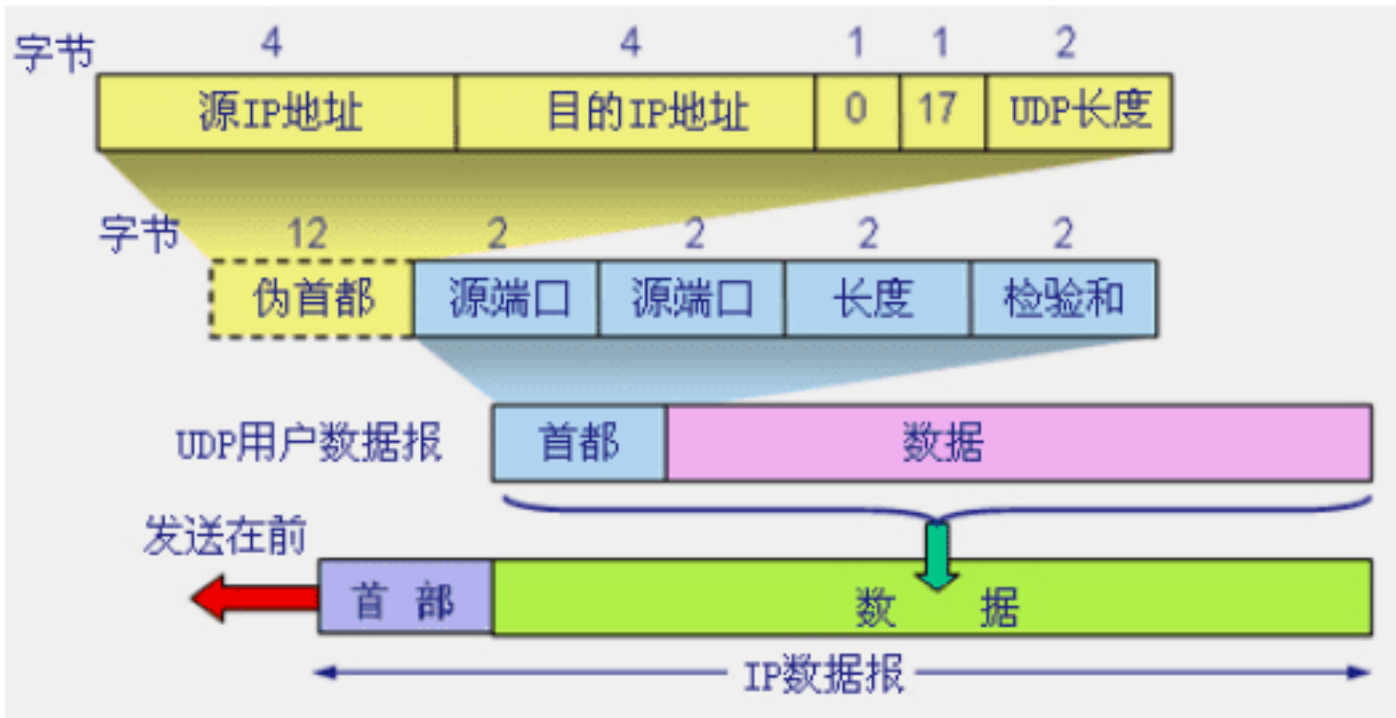 字节 4 4 1 1 2
源IP地址 目的IP地址 0 17 UDP长度
字节 12 2 2 2 2
伪首都 源端口 源端口 长度 检验和
UDP用户数据报 首都 数据
发送在前
首 部 数 据
IP数据报